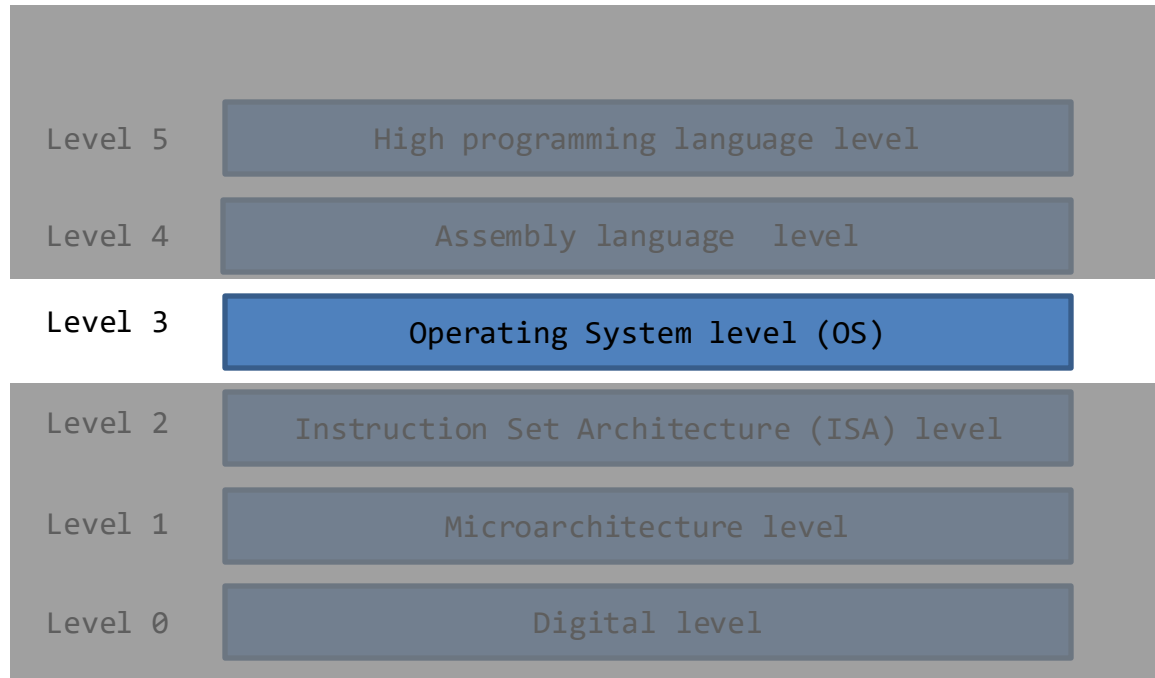 Level 5 High programming language level
Level 4 Assembly language level
Level 3 Operating System level (OS)
Level 2 Instruction Set Architecture (ISA) level
Level 1 Microarchitecture level
Level 0 Digital level